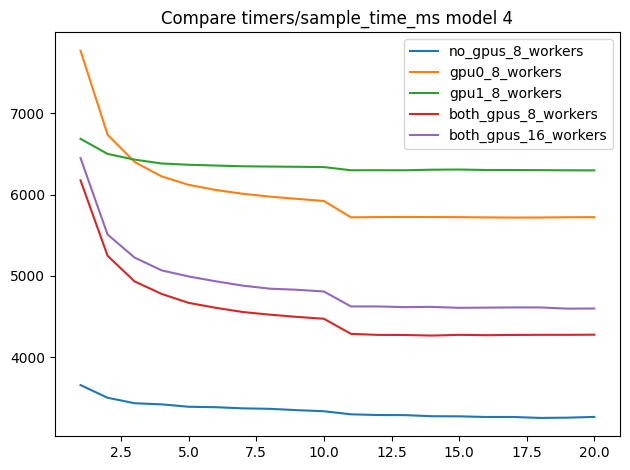 Compare timers/sample_time_ms model 4
no_gpus_8_workers
gpu0_8_workers
gpu1_8_workers
both_gpus_8_workers
both_gpus_16_workers
7000
6000
5000
4000
2.5 5.0 7.5 10.0 12.5 15.0 17.5 20.0